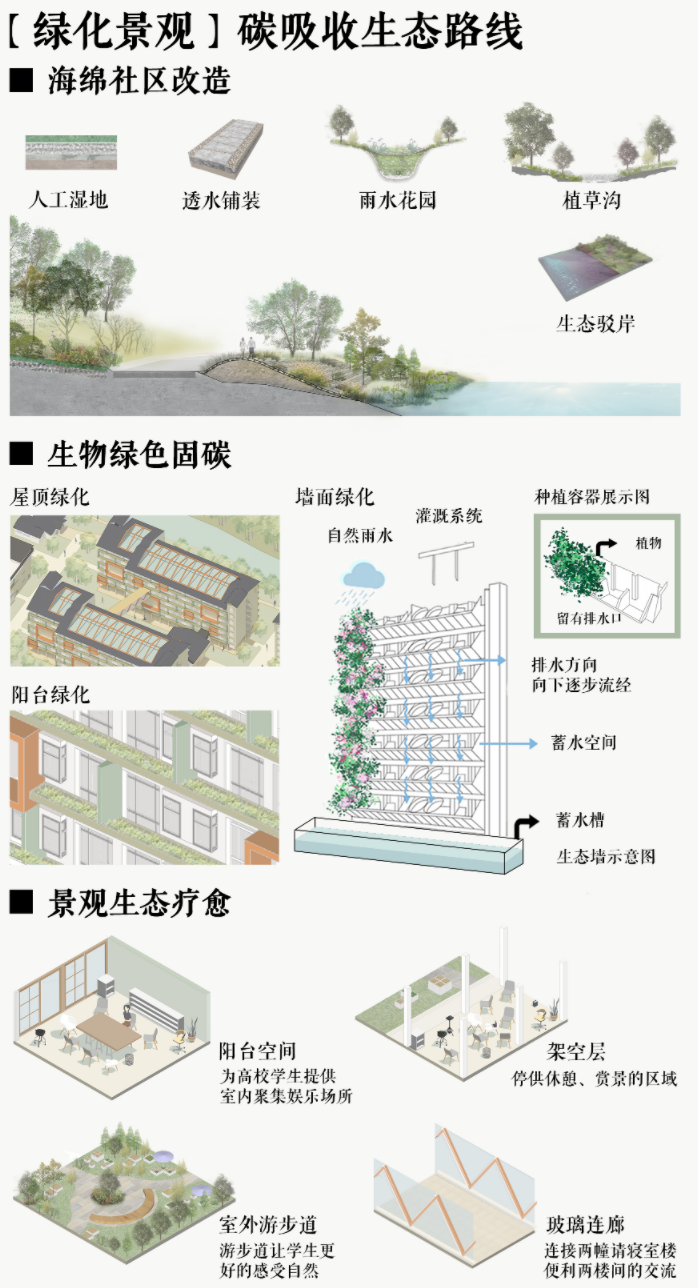 【绿化景观】碳吸收生态路线
■ 海绵社区改造
人工湿地
透水铺装
雨水花园
植草沟
生态驳岸
■ 生物绿色固碳
屋顶绿化
墙面绿化
种植容器展示图
灌溉系统
自然雨水
植物
留有排水口
排水方向
向下逐步流经
阳台绿化
蓄水空间
蓄水槽
生态墙示意图
■ 景观生态疗愈
阳台空间
为高校学生提供
室内聚集娱乐场所
架空层
停供休憩、赏景的区域
室外游步道
游步道让学生更
好的感受自然
玻璃连廊
连接两幢请寝室楼
便利两楼间的交流